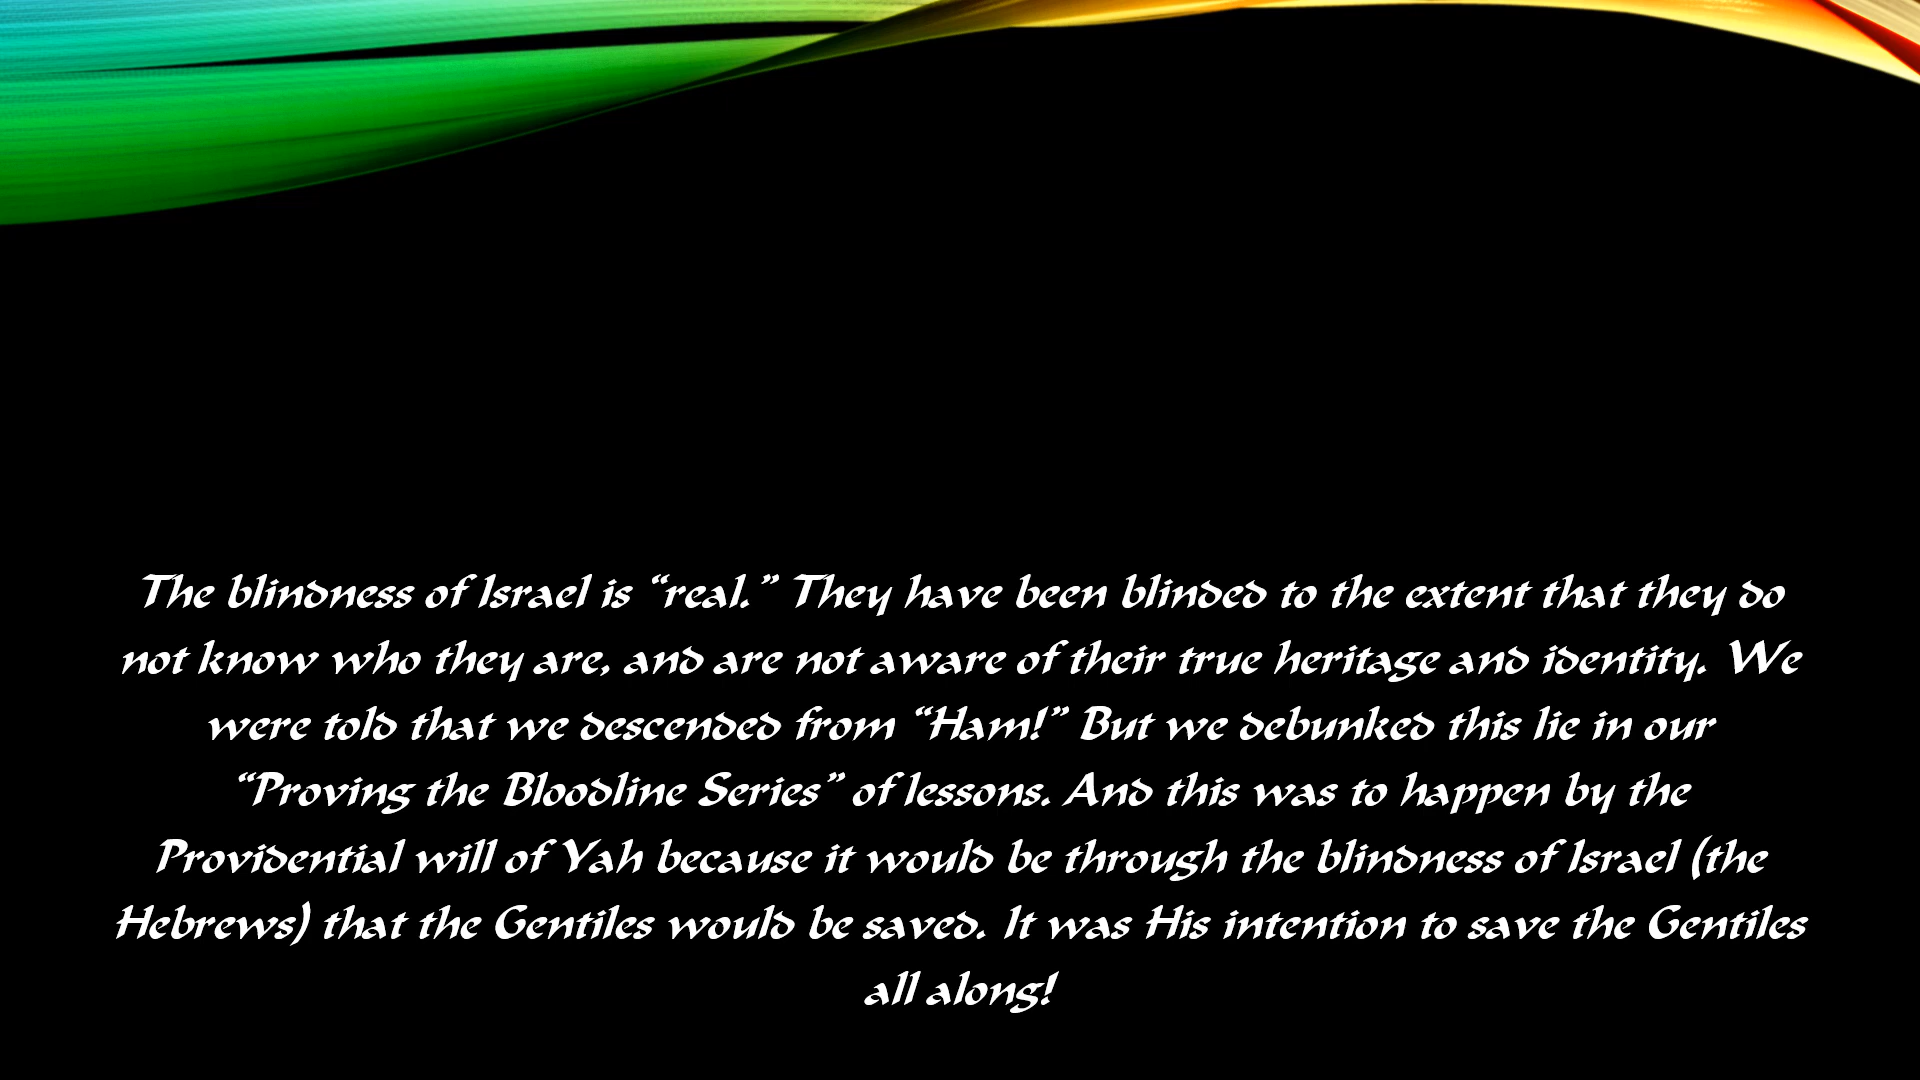 The blindness of Israel is “real.” They have been blinded to the extent that they do
not know who they are, and are not aware of their true heritage and identity. We
were told that we descended from “Ham!” But we debunked this lie in our
“Proving the Bloodline Series” of lessons. And this was to happen by the
Providential will of Yah because it would be through the blindness of Israel (the
Hebrews) that the Gentiles would be saved. It was His intention to save the Gentiles
all along!